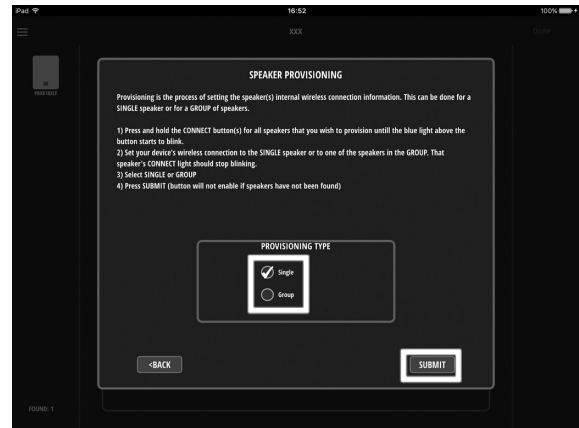 iPad 16:52 100%
XXX Done
SPEAKER PROVISIONING
Provisioning is the process of setting the speaker(s) internal wireless connection information. This can be done for a
SINGLE speaker or for a GROUP of speakers.
1) Press and hold the CONNECT button(s) for all speakers that you wish to provision untill the blue light above the
button starts to blink.
2) Set your device's wireless connection to the SINGLE speaker or to one of the speakers in the GROUP. That
speaker's CONNECT light should stop blinking.
3) Select SINGLE or GROUP
4) Press SUBMIT (button will not enable if speakers have not been found)
PROVISIONING TYPE
Single
Group
<BACK
SUBMIT
FOUND: 1